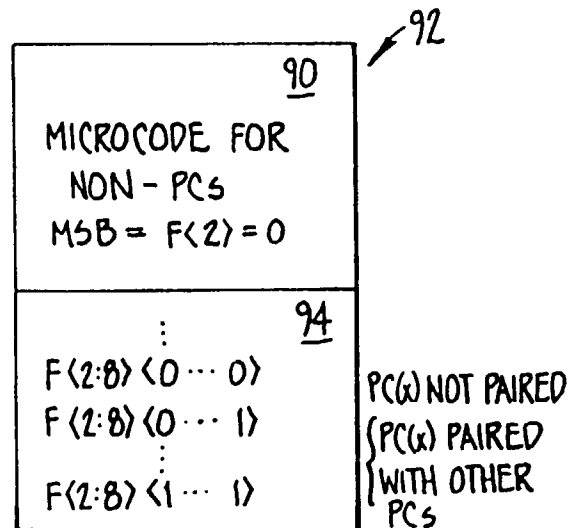 92
90
MICROCODE FOR
NON-PCs
MSB = F<2> = 0
94
⋮
F<2:8><0 ··· 0> PC(x) NOT PAIRED
F<2:8><0 ··· 1> PC(x) PAIRED
⋮ WITH OTHER
F<2:8><1 ··· 1> PCs